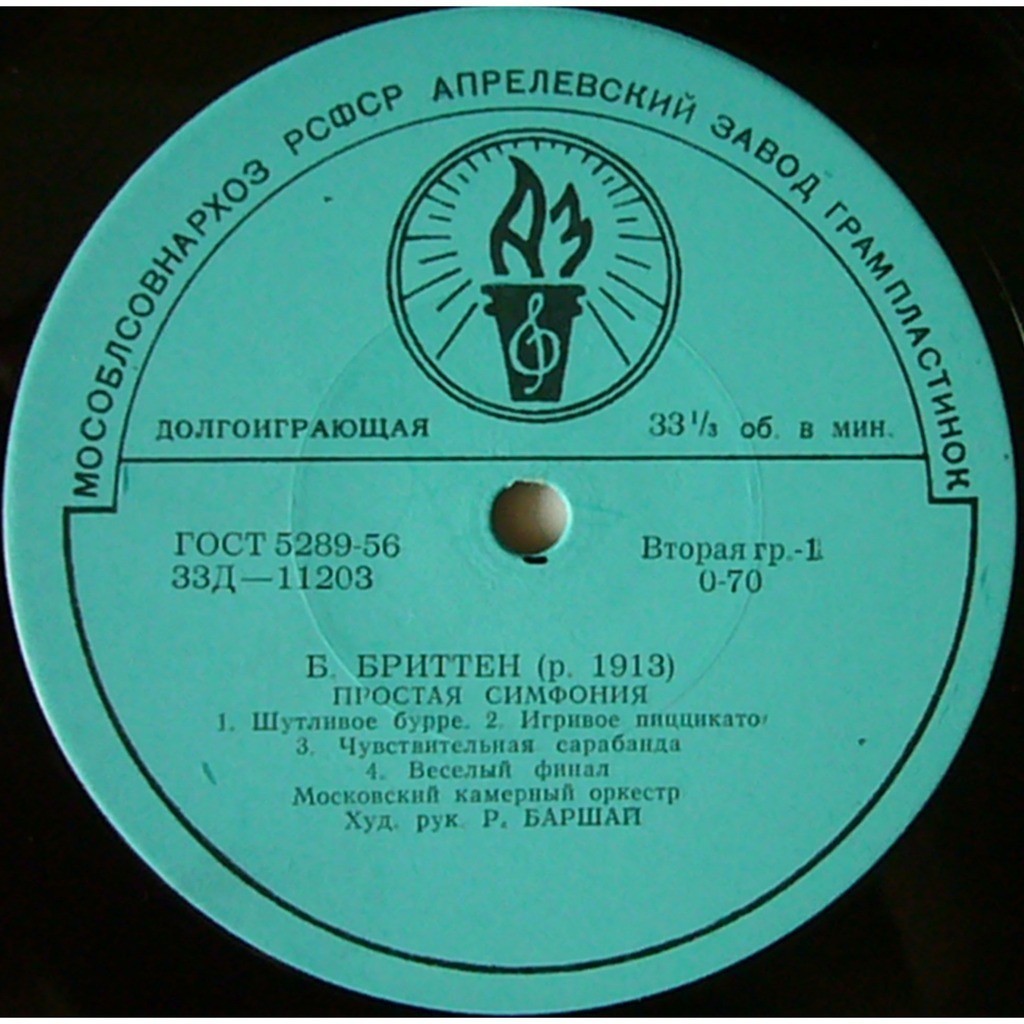 МОСОБЛСОВНАРХОЗ РСФСР АПРЕЛЕВСКИЙ ЗАВОД ГРАМПЛАСТИНОК
АЗ
ДОЛГОИГРАЮЩАЯ 33 1/3 об. в мин.
ГОСТ 5289-56 Вторая гр.-1
33Д—11203 0-70
Б. БРИТТЕН (р. 1913)
ПРОСТАЯ СИМФОНИЯ
1. Шутливое бурре. 2. Игривое пиццикато
3. Чувствительная сарабанда
4. Веселый финал
Московский камерный оркестр
Худ. рук. Р. БАРШАЙ